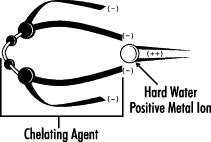 (-)
(-)
(++)
(-)
(-)
Hard Water
Positive Metal Ion
Chelating Agent